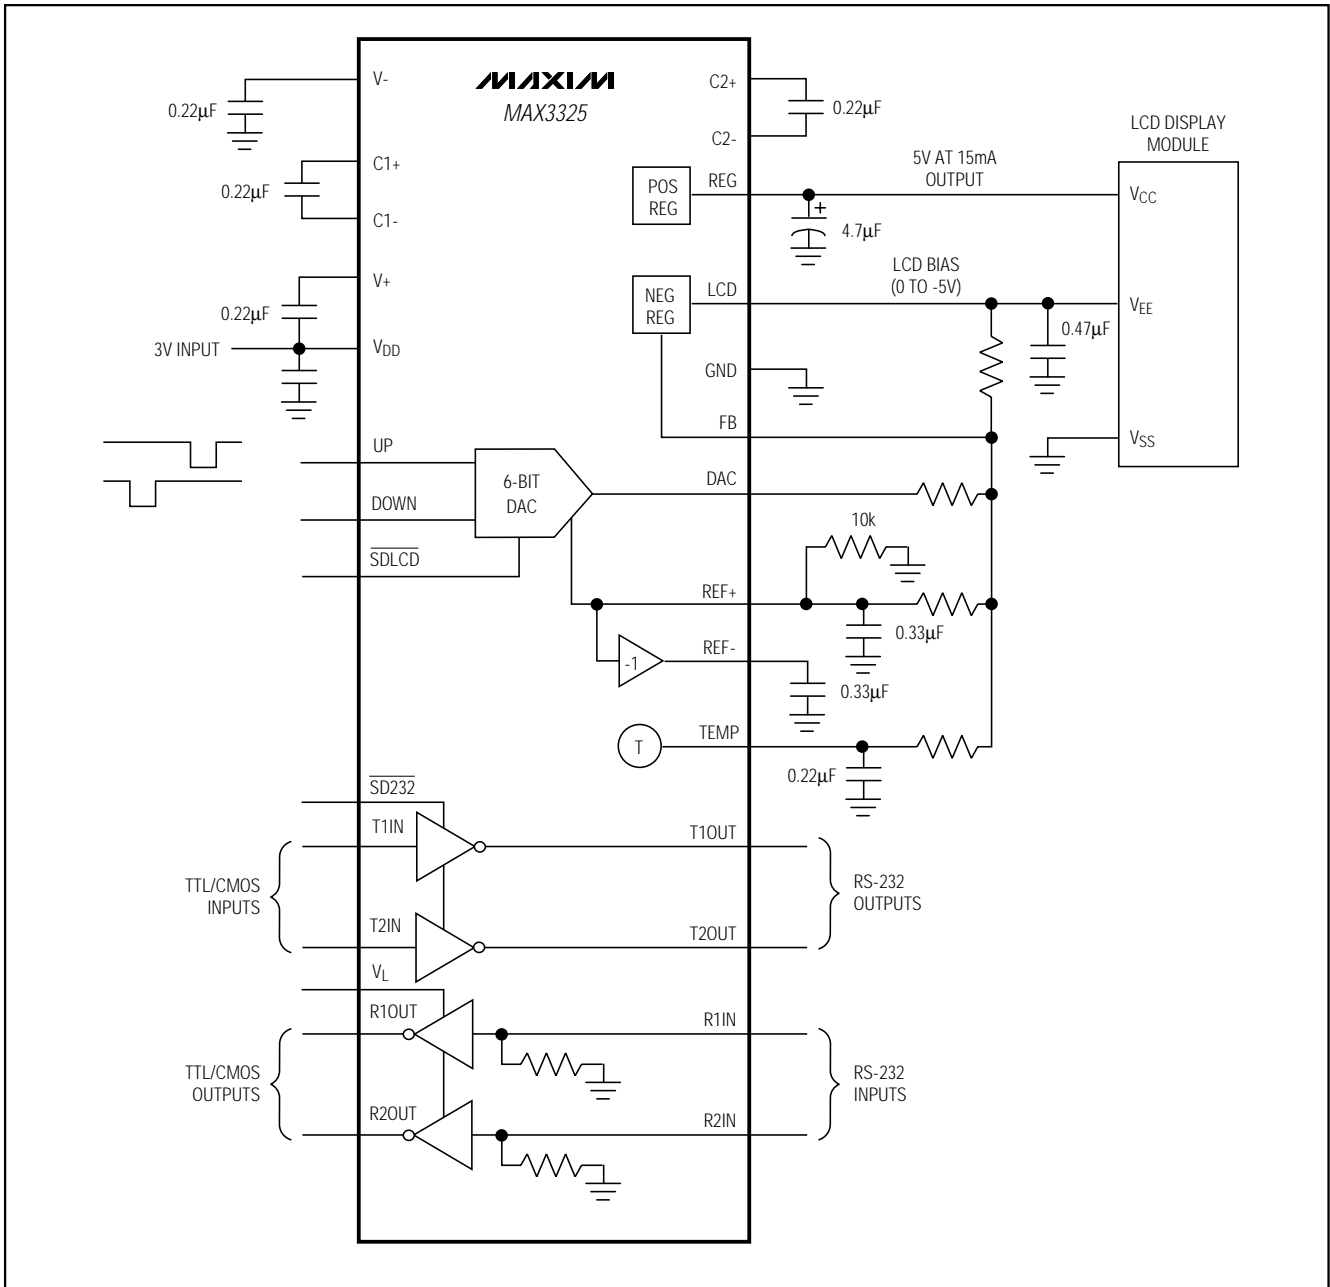 MAXIM
MAX3325
V-
0.22μF
C1+
0.22μF
C1-
V+
0.22μF
3V INPUT
VDD
UP
DOWN
SDLCD
6-BIT
DAC
C2+
0.22μF
C2-
POS
REG
REG
5V AT 15mA
OUTPUT
4.7μF
+
NEG
REG
LCD
LCD BIAS
(0 TO -5V)
0.47μF
LCD DISPLAY
MODULE
VCC
VEE
VSS
GND
FB
DAC
10k
REF+
0.33μF
-1
REF-
0.33μF
T
TEMP
0.22μF
SD232
T1IN
T1OUT
TTL/CMOS
INPUTS
RS-232
OUTPUTS
T2IN
T2OUT
VL
R1OUT
R1IN
TTL/CMOS
OUTPUTS
RS-232
INPUTS
R2OUT
R2IN